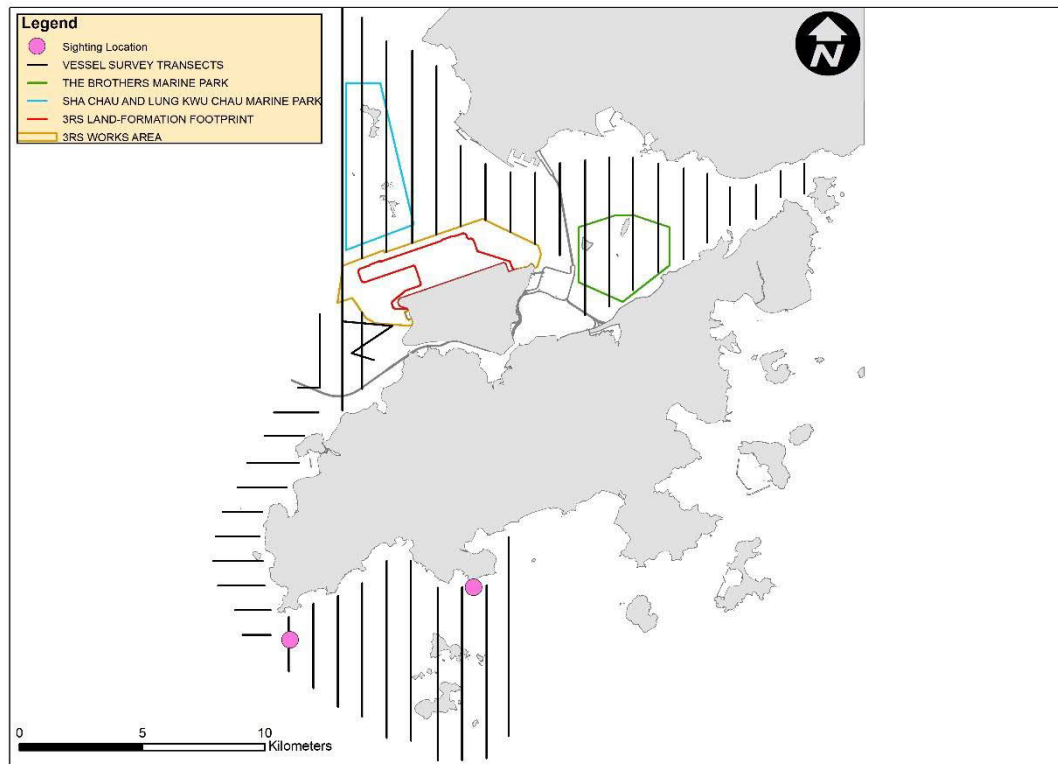 Legend
Sighting Location
VESSEL SURVEY TRANSECTS
THE BROTHERS MARINE PARK
SHA CHAU AND LUNG KWU CHAU MARINE PARK
3RS LAND-FORMATION FOOTPRINT
3RS WORKS AREA
N
0 5 10
Kilometers